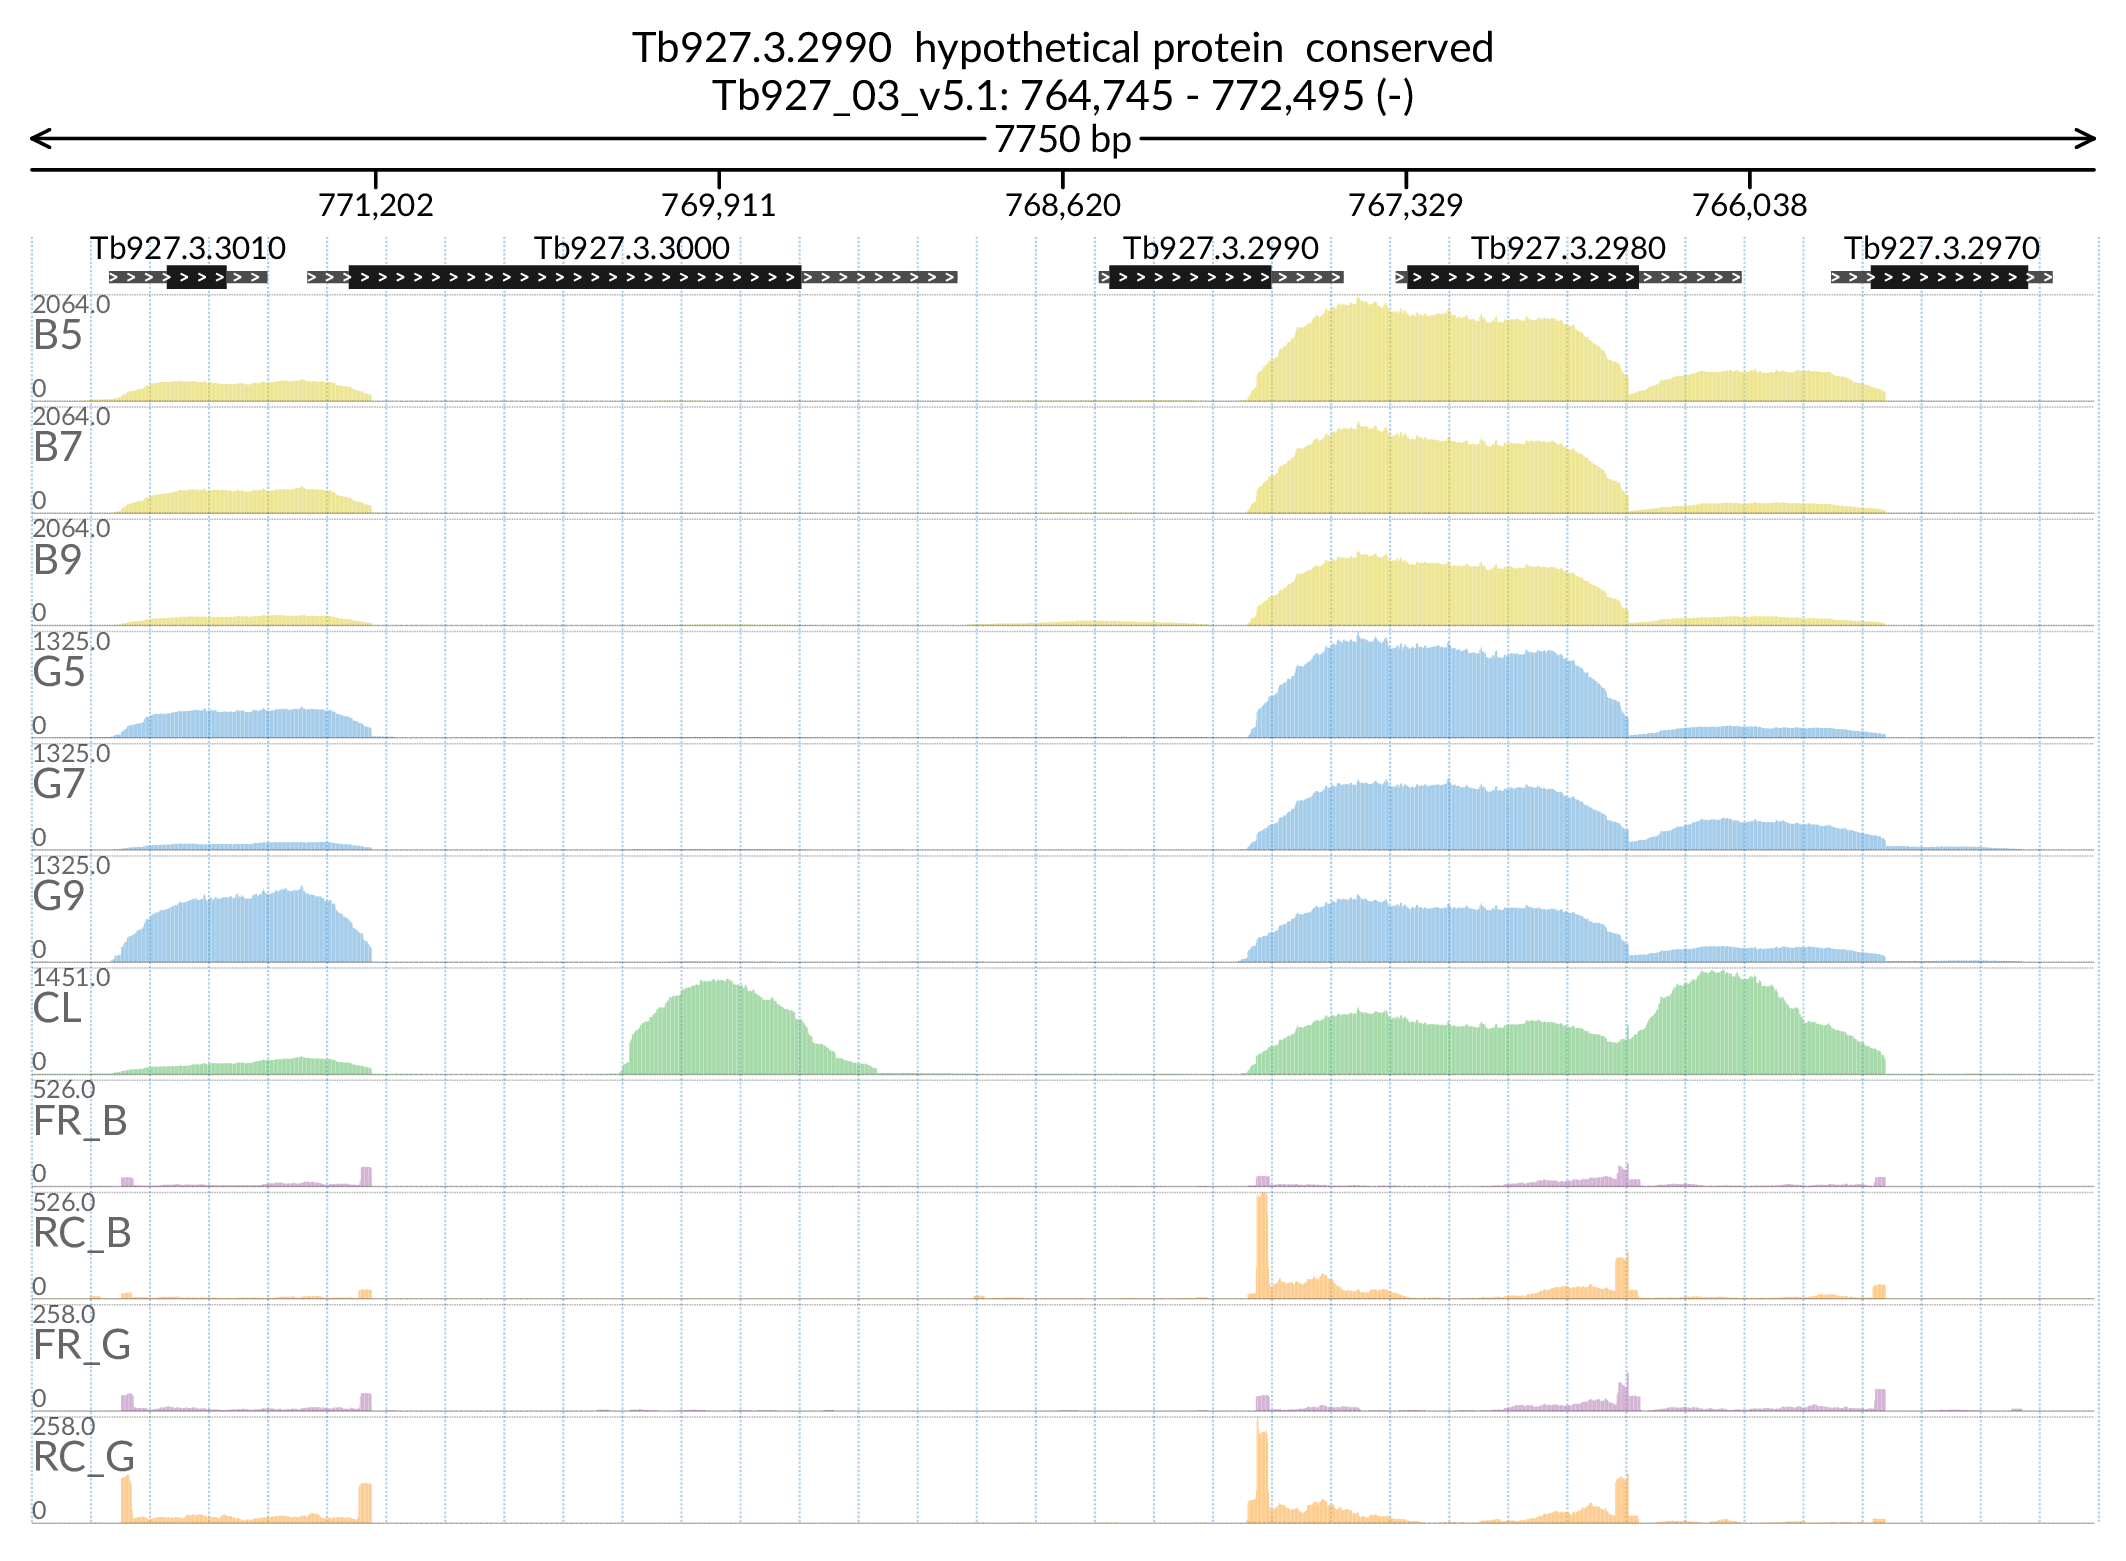 Tb927.3.2990  hypothetical protein  conserved
Tb927_03_v5.1: 764,745 - 772,495 (-)
7750 bp
771,202 769,911 768,620 767,329 766,038
Tb927.3.3010 Tb927.3.3000 Tb927.3.2990 Tb927.3.2980 Tb927.3.2970
2064.0
B5
0
2064.0
B7
0
2064.0
B9
0
1325.0
G5
0
1325.0
G7
0
1325.0
G9
0
1451.0
CL
0
526.0
FR_B
0
526.0
RC_B
0
258.0
FR_G
0
258.0
RC_G
0